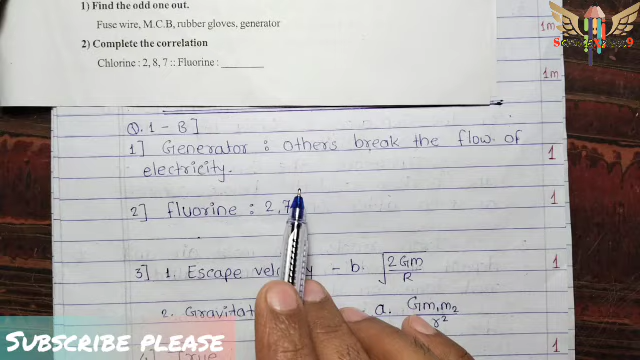 1) Find the odd one out.
Fuse wire, M.C.B, rubber gloves, generator
2) Complete the correlation
Chlorine : 2, 8, 7 :: Fluorine : ________
1m
1m
Q. 1 - B]
1] Generator : Others break the flow of
electricity.
1
2] fluorine : 2,7
1
3] 1. Escape - b. √2GM/R
1
2. a. Gm1m2/r²
True
1
SUBSCRIBE PLEASE